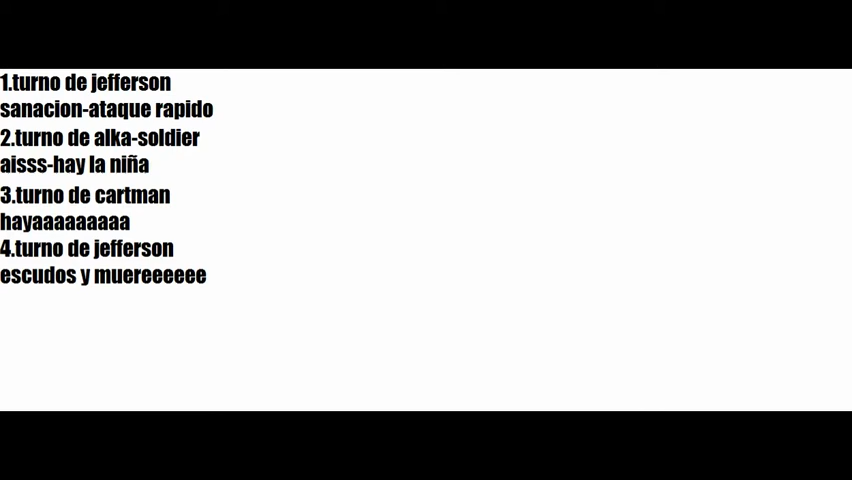 1.turno de jefferson
sanacion-ataque rapido
2.turno de alka-soldier
aisss-hay la niña
3.turno de cartman
hayaaaaaaaaa
4.turno de jefferson
escudos y muereeeeee